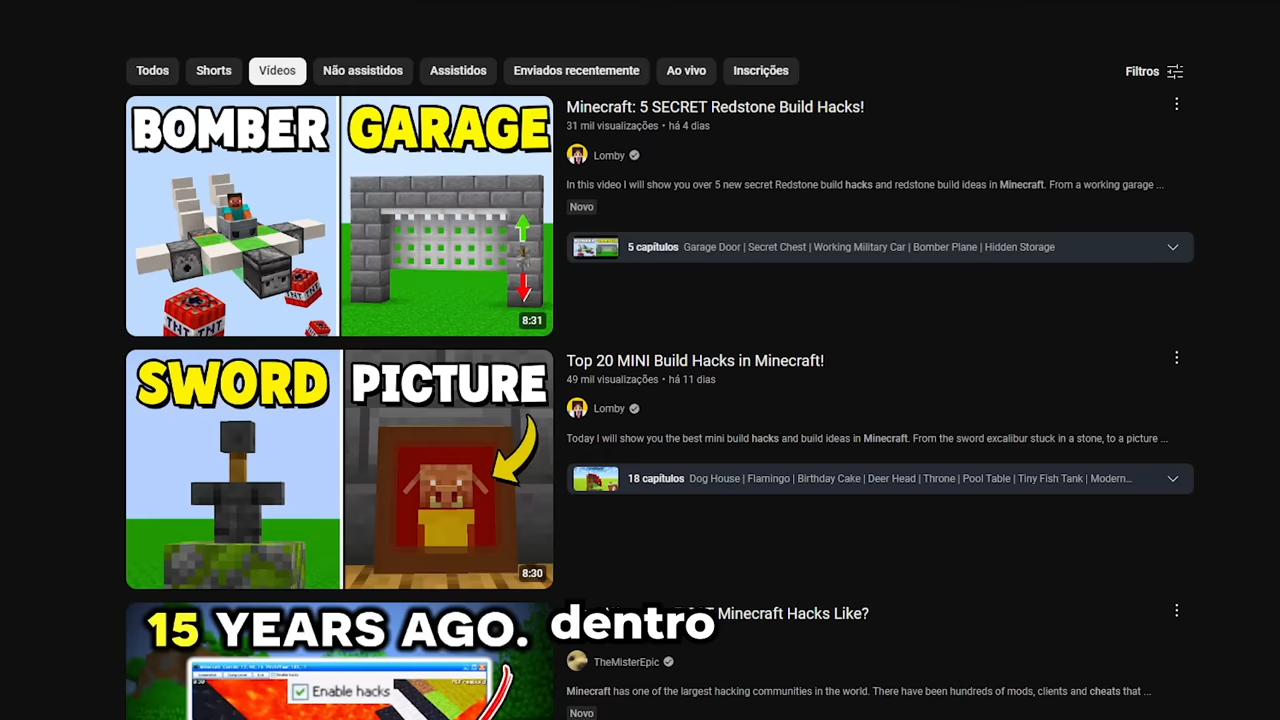 Todos Shorts Vídeos Não assistidos Assistidos Enviados recentemente Ao vivo Inscrições Filtros
BOMBER GARAGE
TNT TNT
8:31
Minecraft: 5 SECRET Redstone Build Hacks!
31 mil visualizações • há 4 dias
Lomby
In this video I will show you over 5 new secret Redstone build hacks and redstone build ideas in Minecraft. From a working garage ...
Novo
5 capítulos Garage Door | Secret Chest | Working Military Car | Bomber Plane | Hidden Storage
SWORD PICTURE
8:30
Top 20 MINI Build Hacks in Minecraft!
49 mil visualizações • há 11 dias
Lomby
Today I will show you the best mini build hacks and build ideas in Minecraft. From the sword excalibur stuck in a stone, to a picture ...
18 capítulos Dog House | Flamingo | Birthday Cake | Deer Head | Throne | Pool Table | Tiny Fish Tank | Modern...
15 YEARS AGO.
Enable hacks
dentro
Minecraft Hacks Like?
TheMisterEpic
Minecraft has one of the largest hacking communities in the world. There have been hundreds of mods, clients and cheats that ...
Novo